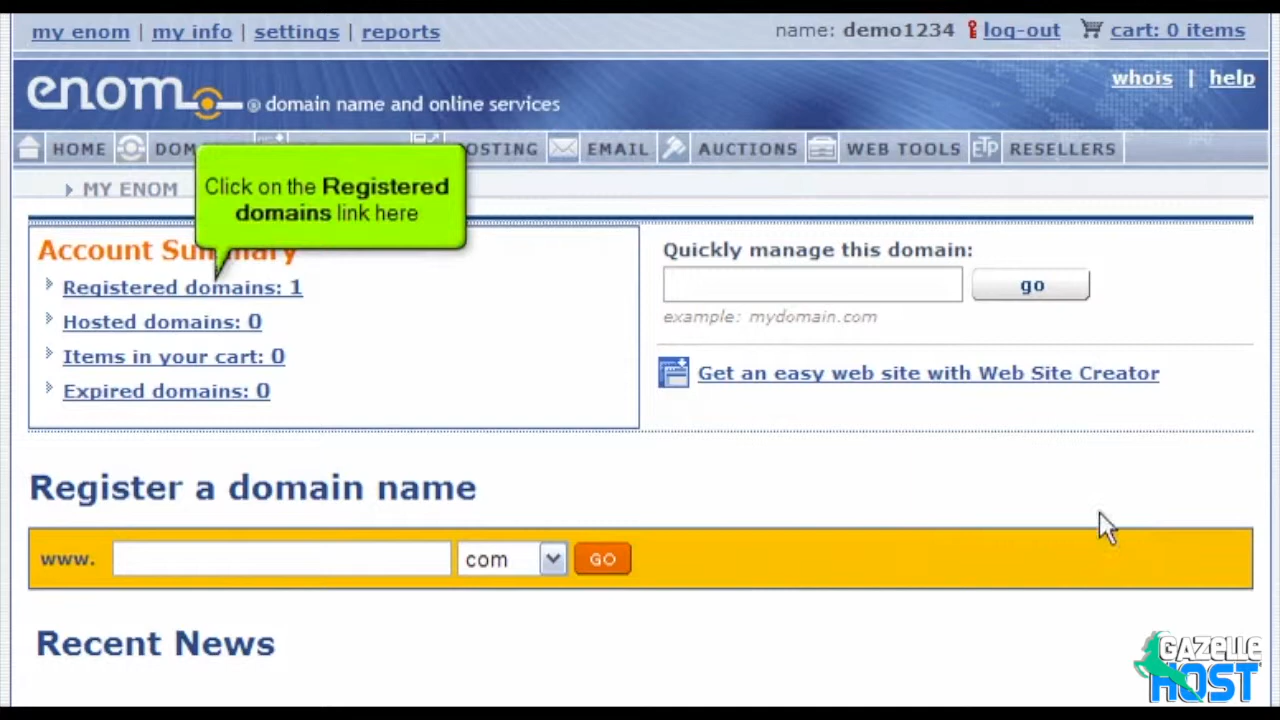 my enom | my info | settings | reports
name: demo1234 log-out cart: 0 items
enom ® domain name and online services
whois | help
HOME HOSTING EMAIL AUCTIONS WEB TOOLS ETP RESELLERS
MY ENOM
Click on the Registered
domains link here
Account Summary
Registered domains: 1
Hosted domains: 0
Items in your cart: 0
Expired domains: 0
Quickly manage this domain:
go
example: mydomain.com
Get an easy web site with Web Site Creator
Register a domain name
www. com GO
Recent News
GAZELLE
HOST